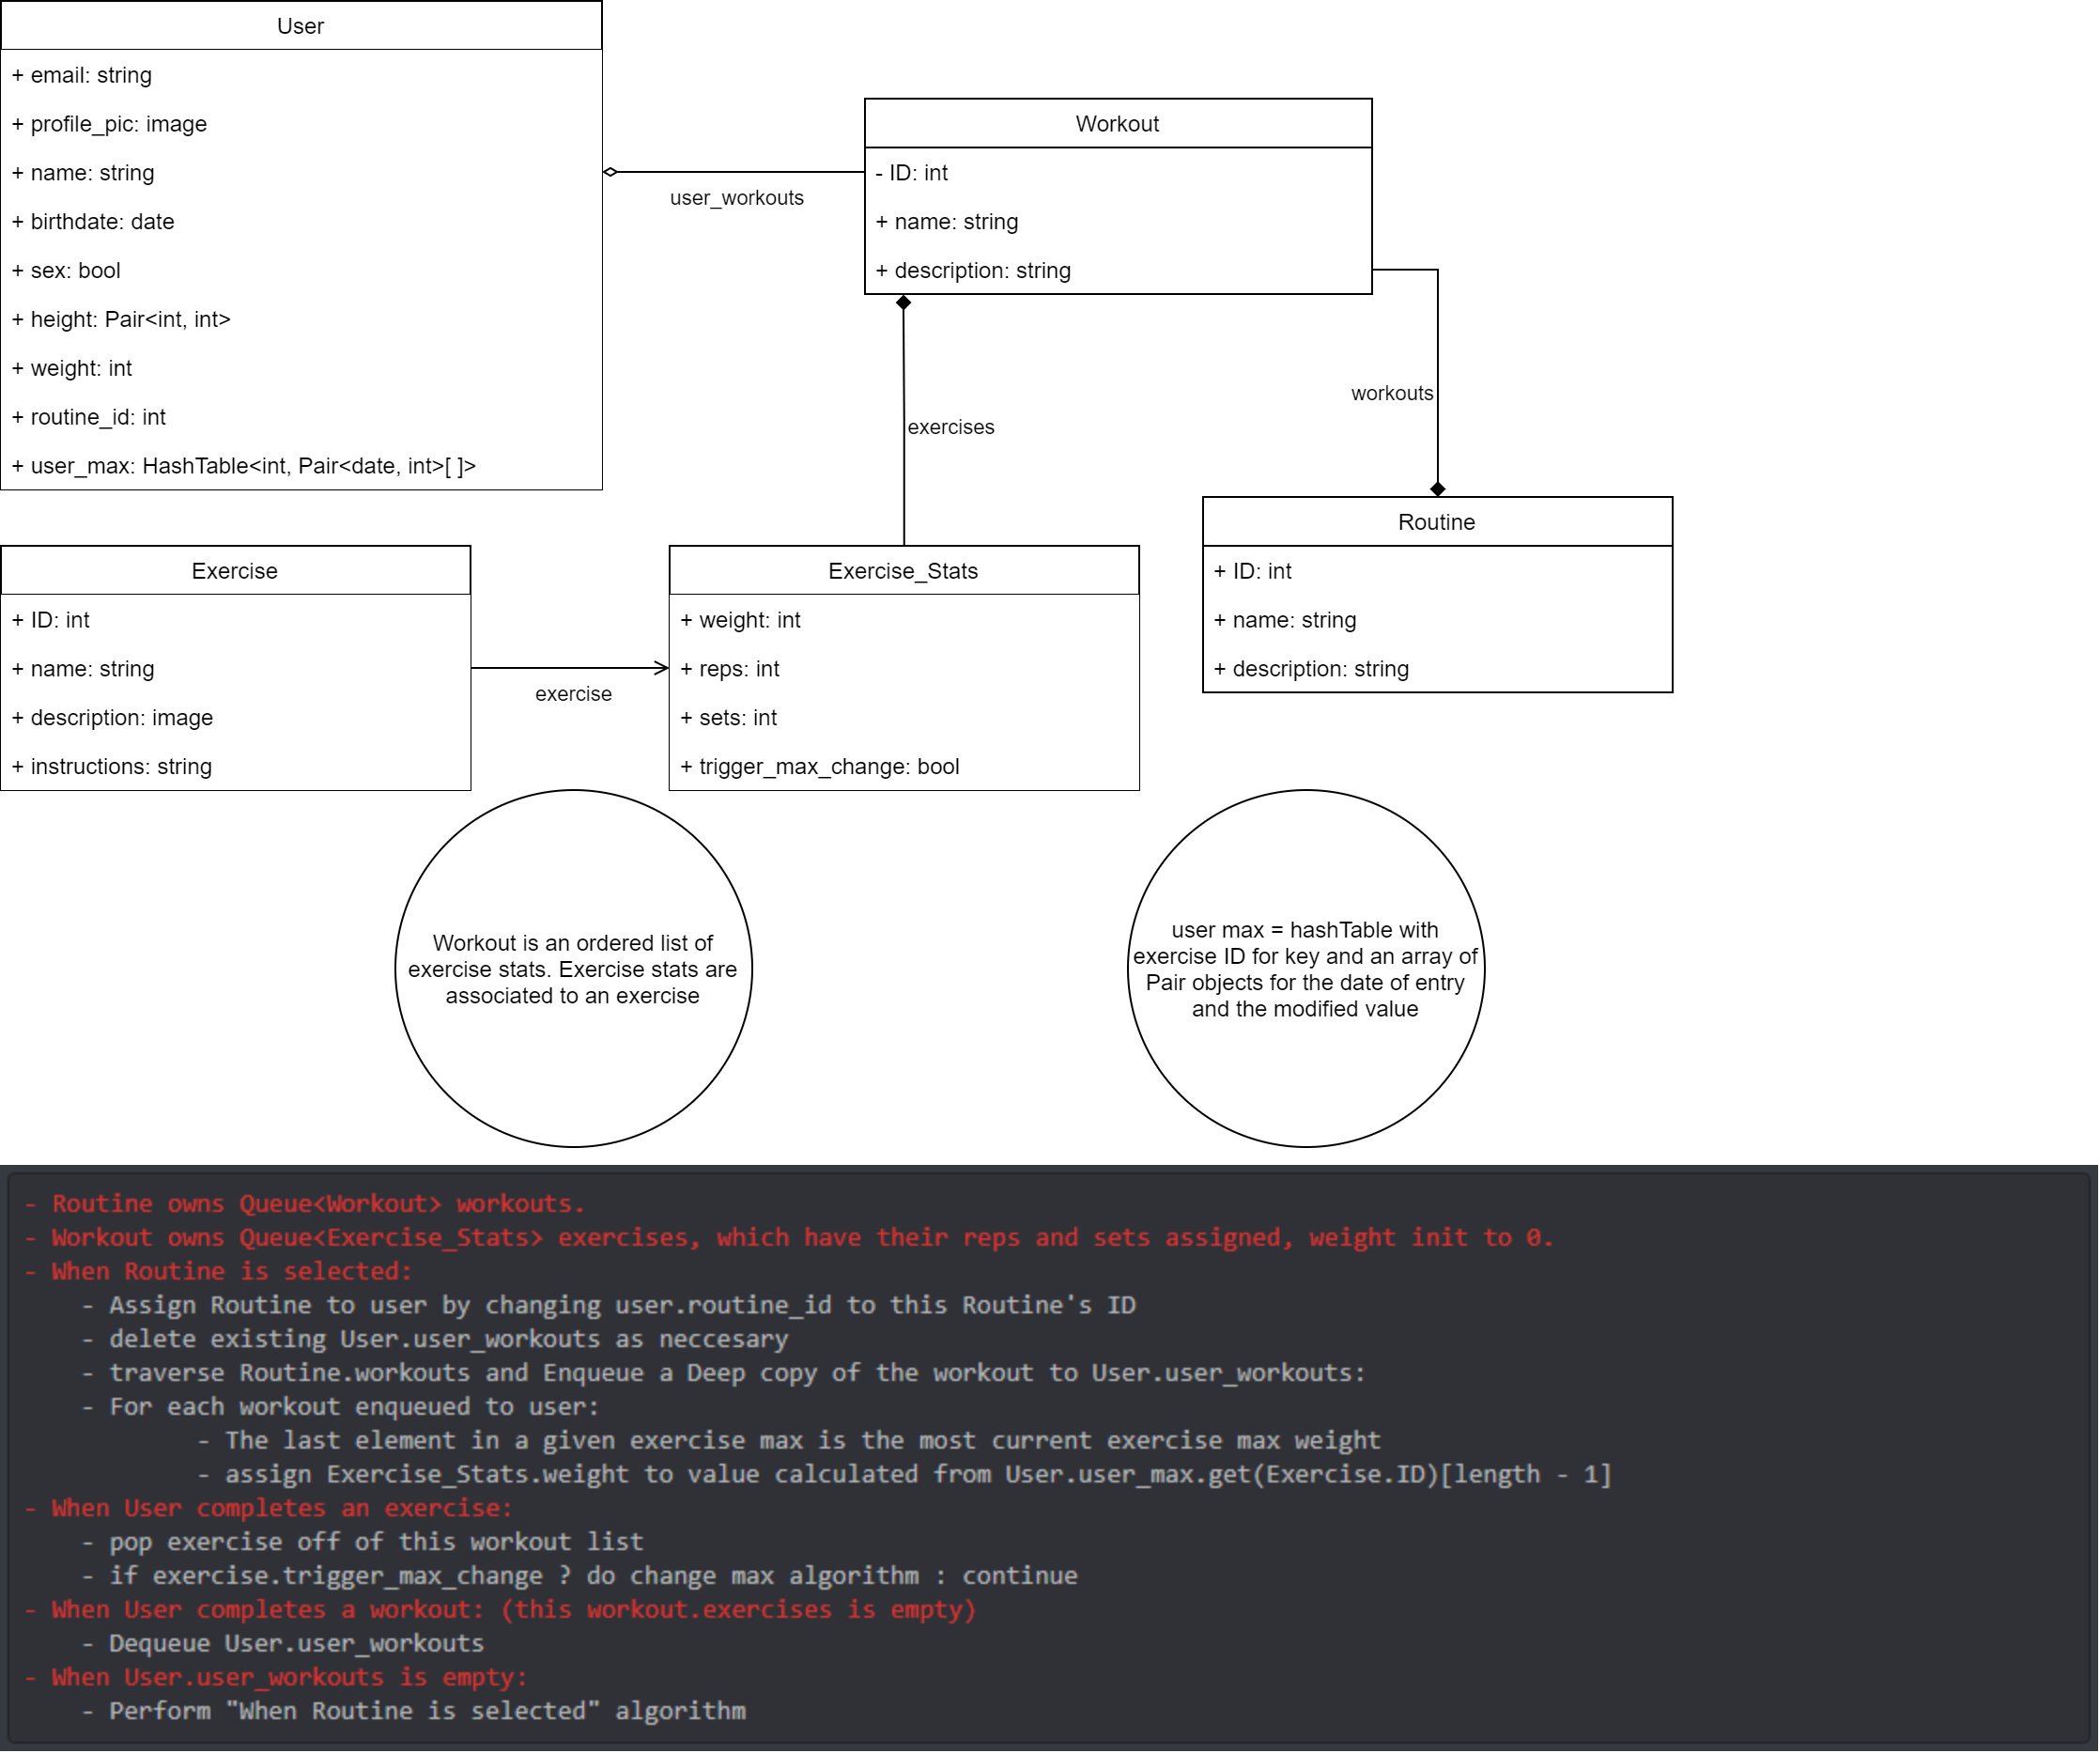 User
+ email: string
+ profile_pic: image
+ name: string
+ birthdate: date
+ sex: bool
+ height: Pair<int, int>
+ weight: int
+ routine_id: int
+ user_max: HashTable<int, Pair<date, int>[ ]>
user_workouts
Workout
- ID: int
+ name: string
+ description: string
exercises
workouts
Exercise
+ ID: int
+ name: string
+ description: image
+ instructions: string
exercise
Exercise_Stats
+ weight: int
+ reps: int
+ sets: int
+ trigger_max_change: bool
Routine
+ ID: int
+ name: string
+ description: string
Workout is an ordered list of
exercise stats. Exercise stats are
associated to an exercise
user max = hashTable with
exercise ID for key and an array of
Pair objects for the date of entry
and the modified value
- Routine owns Queue<Workout> workouts.
- Workout owns Queue<Exercise_Stats> exercises, which have their reps and sets assigned, weight init to 0.
- When Routine is selected:
- Assign Routine to user by changing user.routine_id to this Routine's ID
- delete existing User.user_workouts as neccesary
- traverse Routine.workouts and Enqueue a Deep copy of the workout to User.user_workouts:
- For each workout enqueued to user:
- The last element in a given exercise max is the most current exercise max weight
- assign Exercise_Stats.weight to value calculated from User.user_max.get(Exercise.ID)[length - 1]
- When User completes an exercise:
- pop exercise off of this workout list
- if exercise.trigger_max_change ? do change max algorithm : continue
- When User completes a workout: (this workout.exercises is empty)
- Dequeue User.user_workouts
- When User.user_workouts is empty:
- Perform "When Routine is selected" algorithm